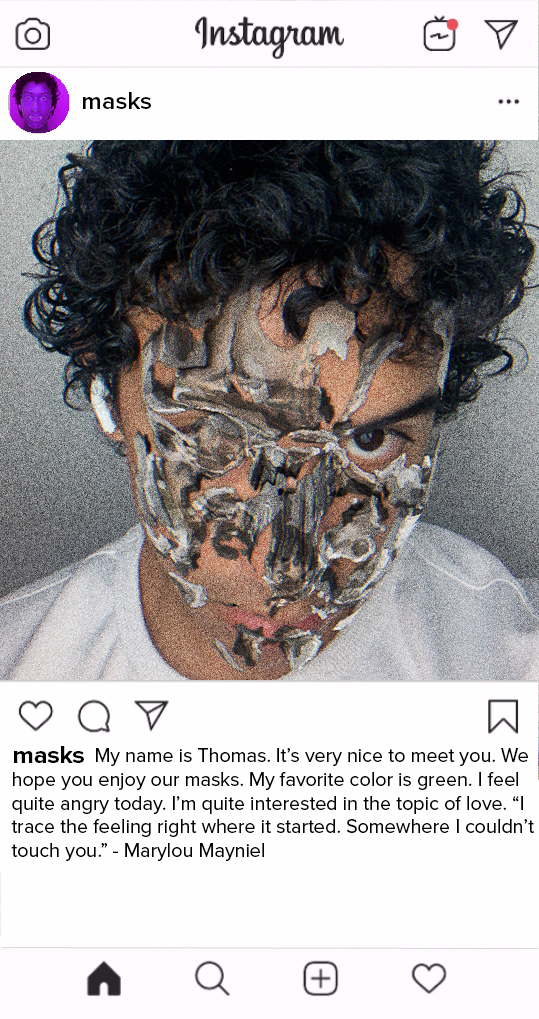 Instagram
masks
masks My name is Thomas. It’s very nice to meet you. We
hope you enjoy our masks. My favorite color is green. I feel
quite angry today. I’m quite interested in the topic of love. “I
trace the feeling right where it started. Somewhere I couldn’t
touch you.” - Marylou Mayniel